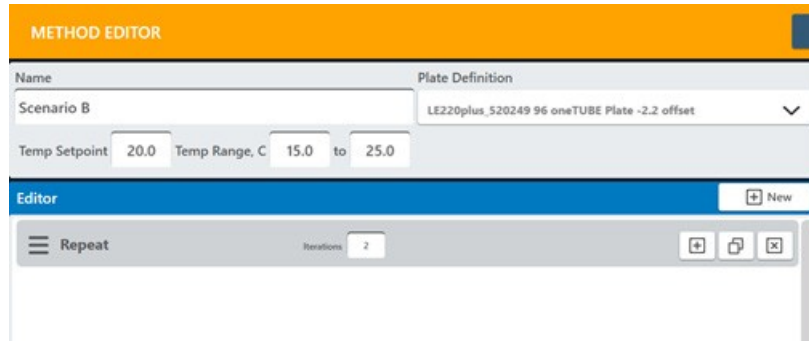 METHOD EDITOR
Name
Plate Definition
Scenario B
LE220plus_520249 96 oneTUBE Plate -2.2 offset
Temp Setpoint 20.0 Temp Range, C 15.0 to 25.0
Editor
New
Repeat
Iterations 2